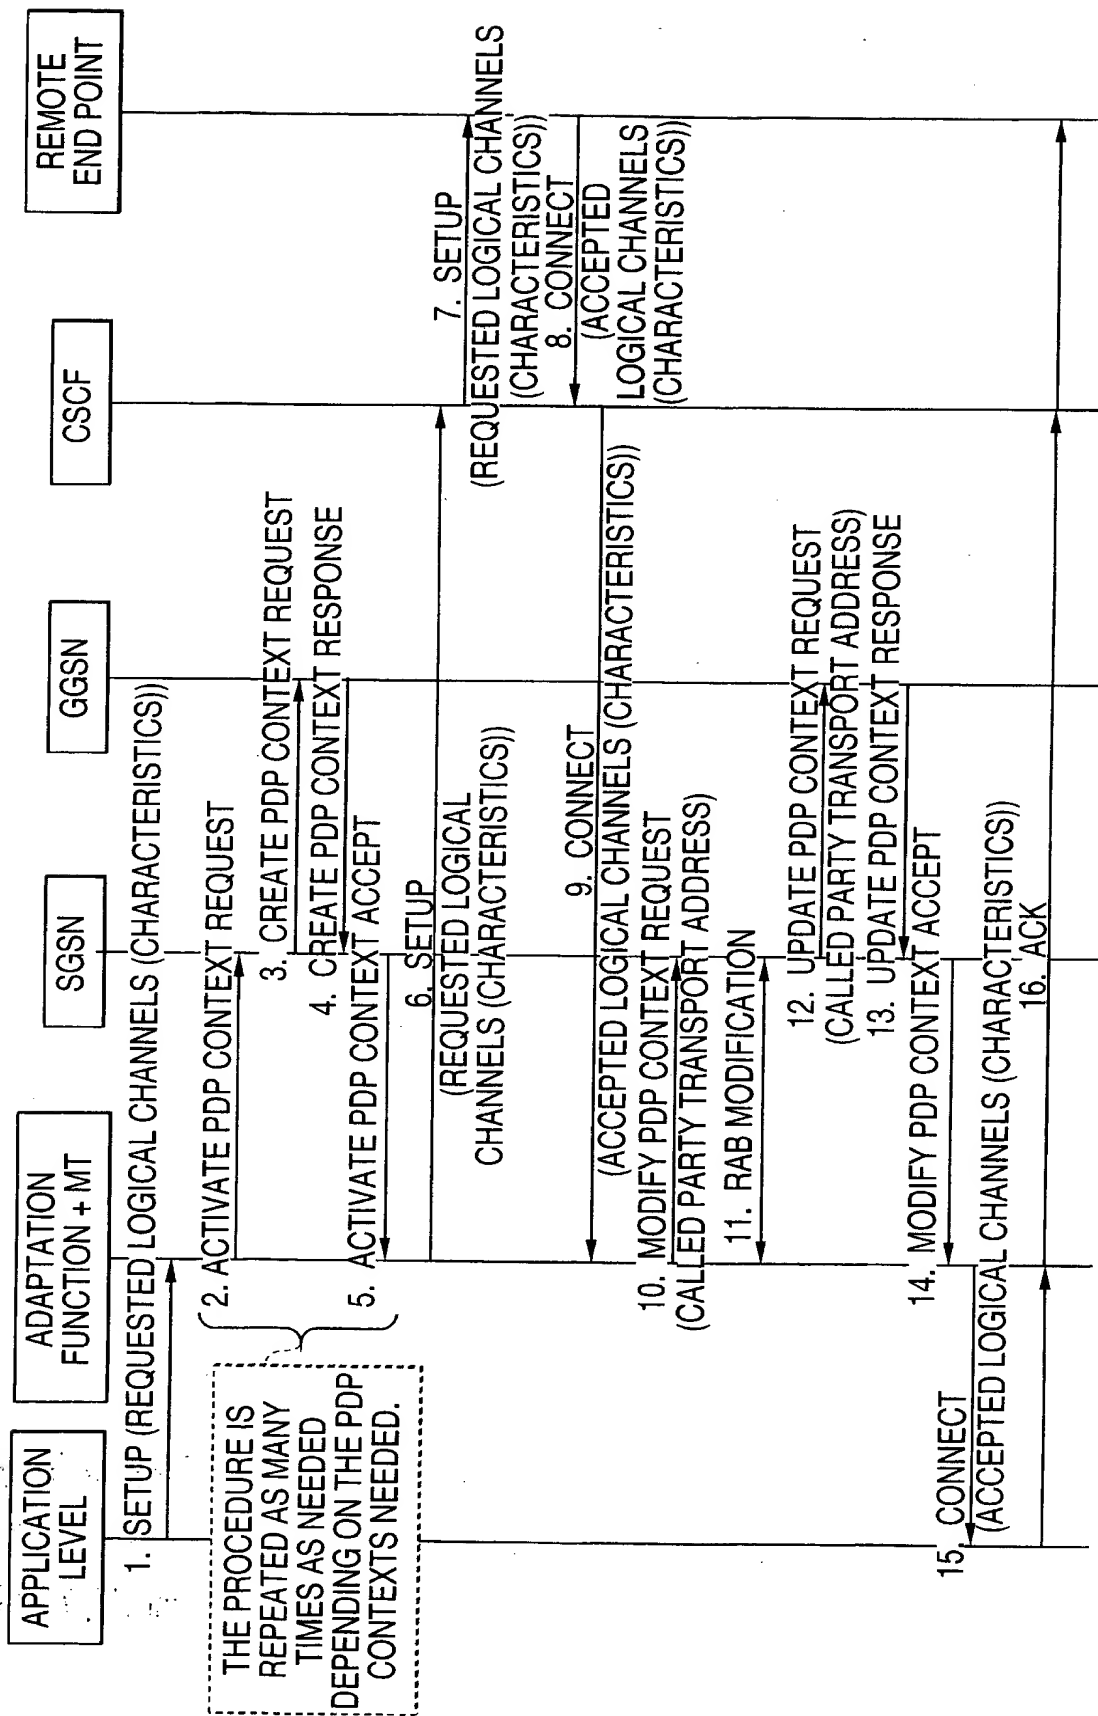 APPLICATION
LEVEL
ADAPTATION
FUNCTION + MT
SGSN
GGSN
CSCF
REMOTE
END POINT
1. SETUP (REQUESTED LOGICAL CHANNELS (CHARACTERISTICS))
2. ACTIVATE PDP CONTEXT REQUEST
3. CREATE PDP CONTEXT REQUEST
4. CREATE PDP CONTEXT RESPONSE
5. ACTIVATE PDP CONTEXT ACCEPT
THE PROCEDURE IS
REPEATED AS MANY
TIMES AS NEEDED
DEPENDING ON THE PDP
CONTEXTS NEEDED.
6. SETUP
(REQUESTED LOGICAL
CHANNELS (CHARACTERISTICS))
7. SETUP
(REQUESTED LOGICAL CHANNELS
(CHARACTERISTICS))
8. CONNECT
(ACCEPTED
LOGICAL CHANNELS
(CHARACTERISTICS))
9. CONNECT
(ACCEPTED LOGICAL CHANNELS (CHARACTERISTICS))
10. MODIFY PDP CONTEXT REQUEST
(CALLED PARTY TRANSPORT ADDRESS)
11. RAB MODIFICATION
12. UPDATE PDP CONTEXT REQUEST
(CALLED PARTY TRANSPORT ADDRESS)
13. UPDATE PDP CONTEXT RESPONSE
14. MODIFY PDP CONTEXT ACCEPT
15. CONNECT
(ACCEPTED LOGICAL CHANNELS (CHARACTERISTICS))
16. ACK